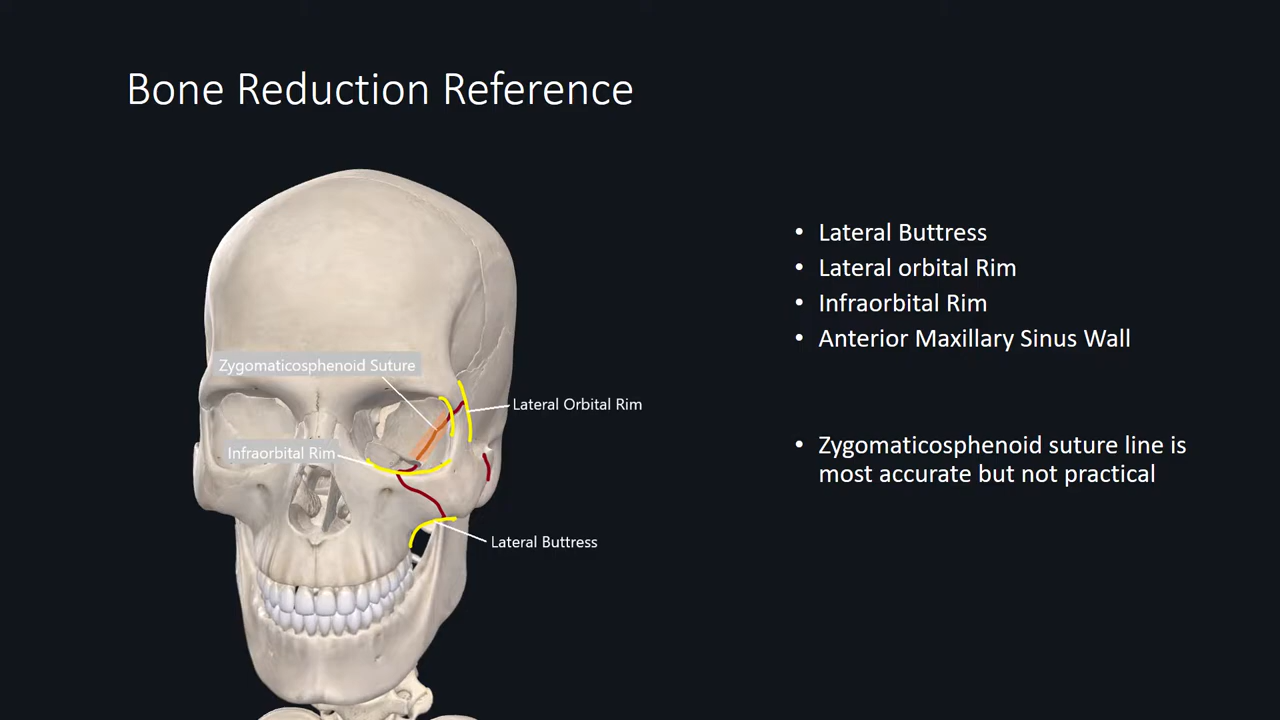 Bone Reduction Reference
Zygomaticosphenoid Suture
Lateral Orbital Rim
Infraorbital Rim
Lateral Buttress
• Lateral Buttress
• Lateral orbital Rim
• Infraorbital Rim
• Anterior Maxillary Sinus Wall
• Zygomaticosphenoid suture line is
most accurate but not practical